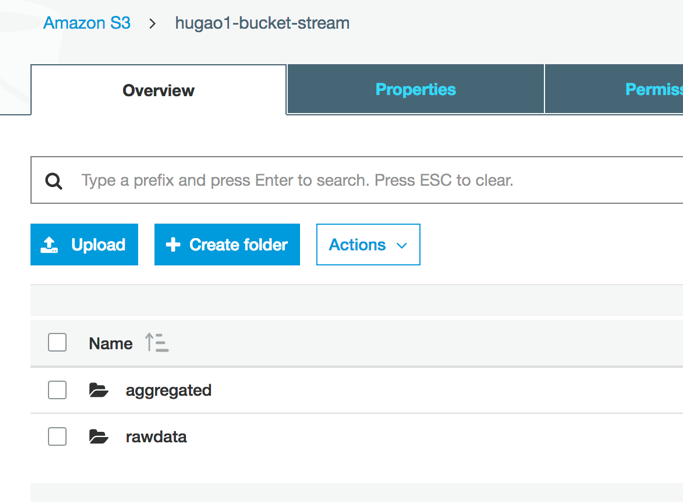 Amazon S3 > hugao1-bucket-stream
Overview Properties Permiss
Type a prefix and press Enter to search. Press ESC to clear.
Upload Create folder Actions
Name
aggregated
rawdata